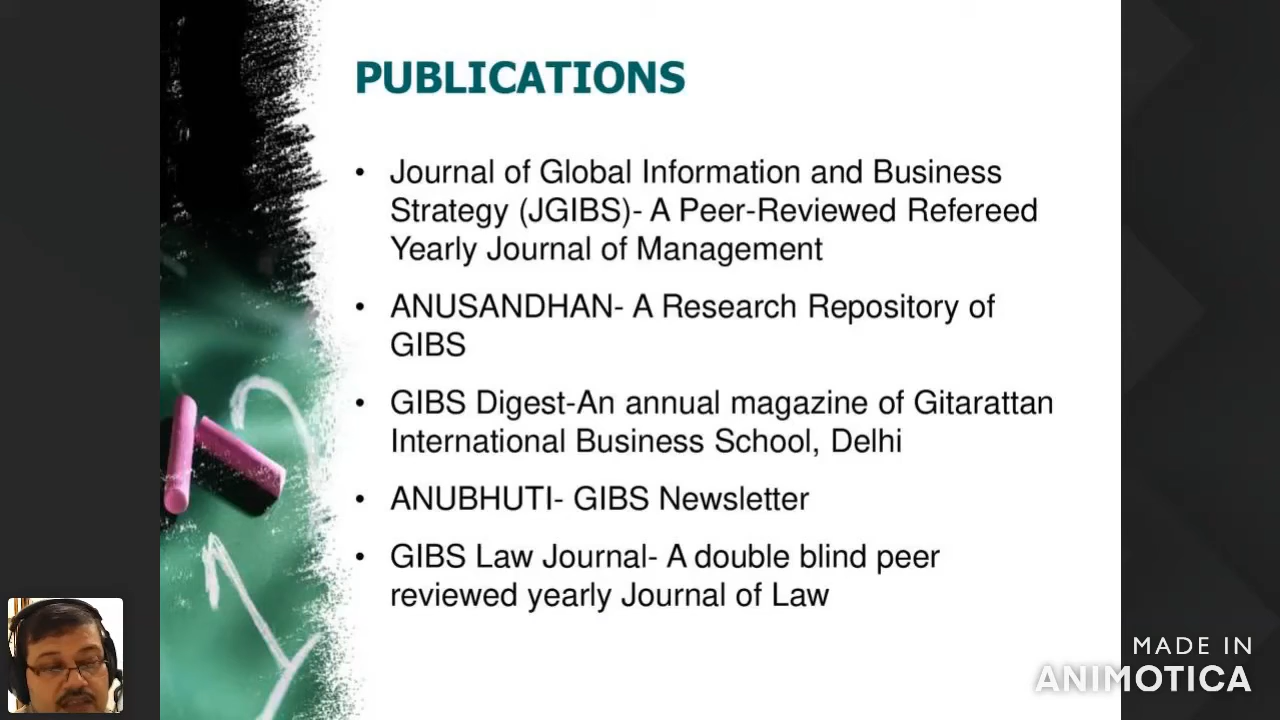 PUBLICATIONS
• Journal of Global Information and Business
Strategy (JGIBS)- A Peer-Reviewed Refereed
Yearly Journal of Management
• ANUSANDHAN- A Research Repository of
GIBS
• GIBS Digest-An annual magazine of Gitarattan
International Business School, Delhi
• ANUBHUTI- GIBS Newsletter
• GIBS Law Journal- A double blind peer
reviewed yearly Journal of Law
MADE IN
ANIMOTICA